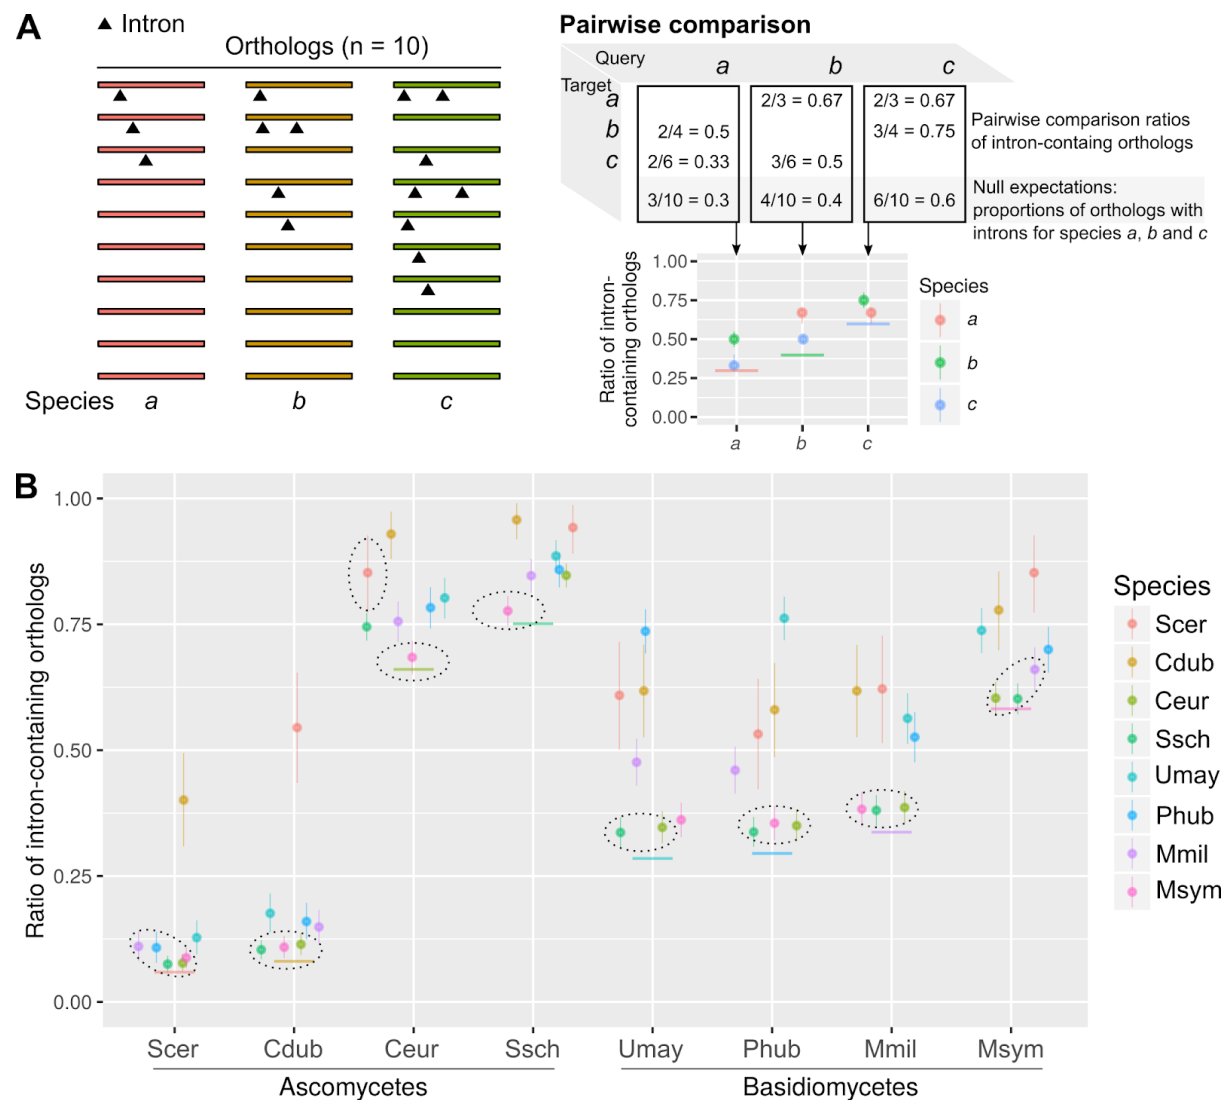 A
Intron
Orthologs (n = 10)
Species a b c
Pairwise comparison
Query a b c
Target
a 2/3 = 0.67 2/3 = 0.67
b 2/4 = 0.5 3/4 = 0.75
c 2/6 = 0.33 3/6 = 0.5
3/10 = 0.3 4/10 = 0.4 6/10 = 0.6
Pairwise comparison ratios
of intron-containg orthologs
Null expectations:
proportions of orthologs with
introns for species a, b and c
Ratio of intron-
containing orthologs
1.00
0.75
0.50
0.25
0.00
a b c
Species
a
b
c
B
Ratio of intron-containing orthologs
1.00
0.75
0.50
0.25
0.00
Scer Cdub Ceur Ssch Umay Phub Mmil Msym
Ascomycetes Basidiomycetes
Species
Scer
Cdub
Ceur
Ssch
Umay
Phub
Mmil
Msym